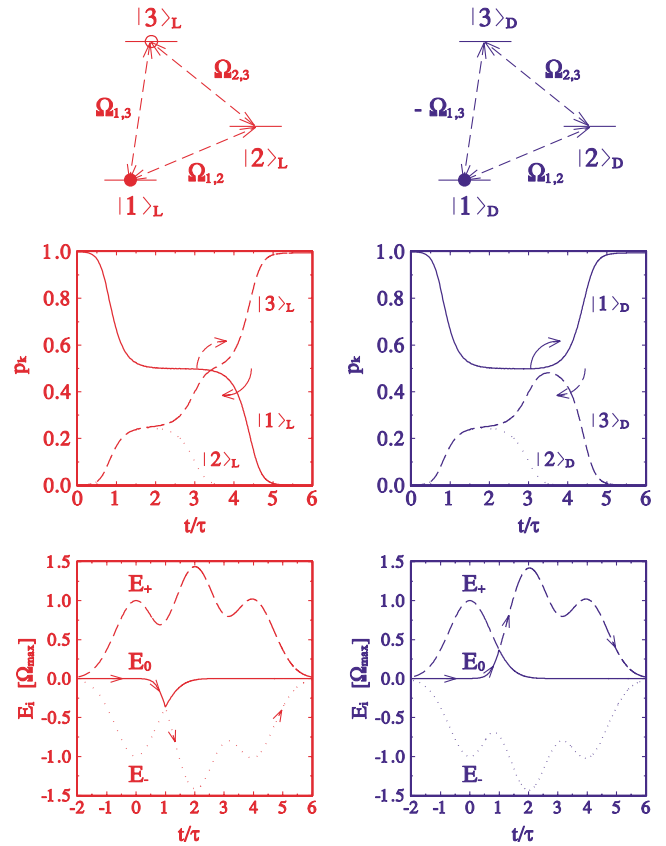 |3⟩L |3⟩D
Ω1,3 Ω2,3 - Ω1,3 Ω2,3
|2⟩L |2⟩D
Ω1,2 Ω1,2
|1⟩L |1⟩D
1.0 1.0
0.8 |3⟩L 0.8 |1⟩D
0.6 0.6
pk pk
0.4 0.4
|1⟩L |3⟩D
0.2 |2⟩L 0.2 |2⟩D
0.0 0.0
0 1 2 3 4 5 6 0 1 2 3 4 5 6
t/τ t/τ
1.5 1.5
E+ E+
1.0 1.0
0.5 0.5
E0 E0
0.0 0.0
Ei [Ωmax] Ei [Ωmax]
-0.5 -0.5
-1.0 -1.0
E- E-
-1.5 -1.5
-2 -1 0 1 2 3 4 5 6 -2 -1 0 1 2 3 4 5 6
t/τ t/τ